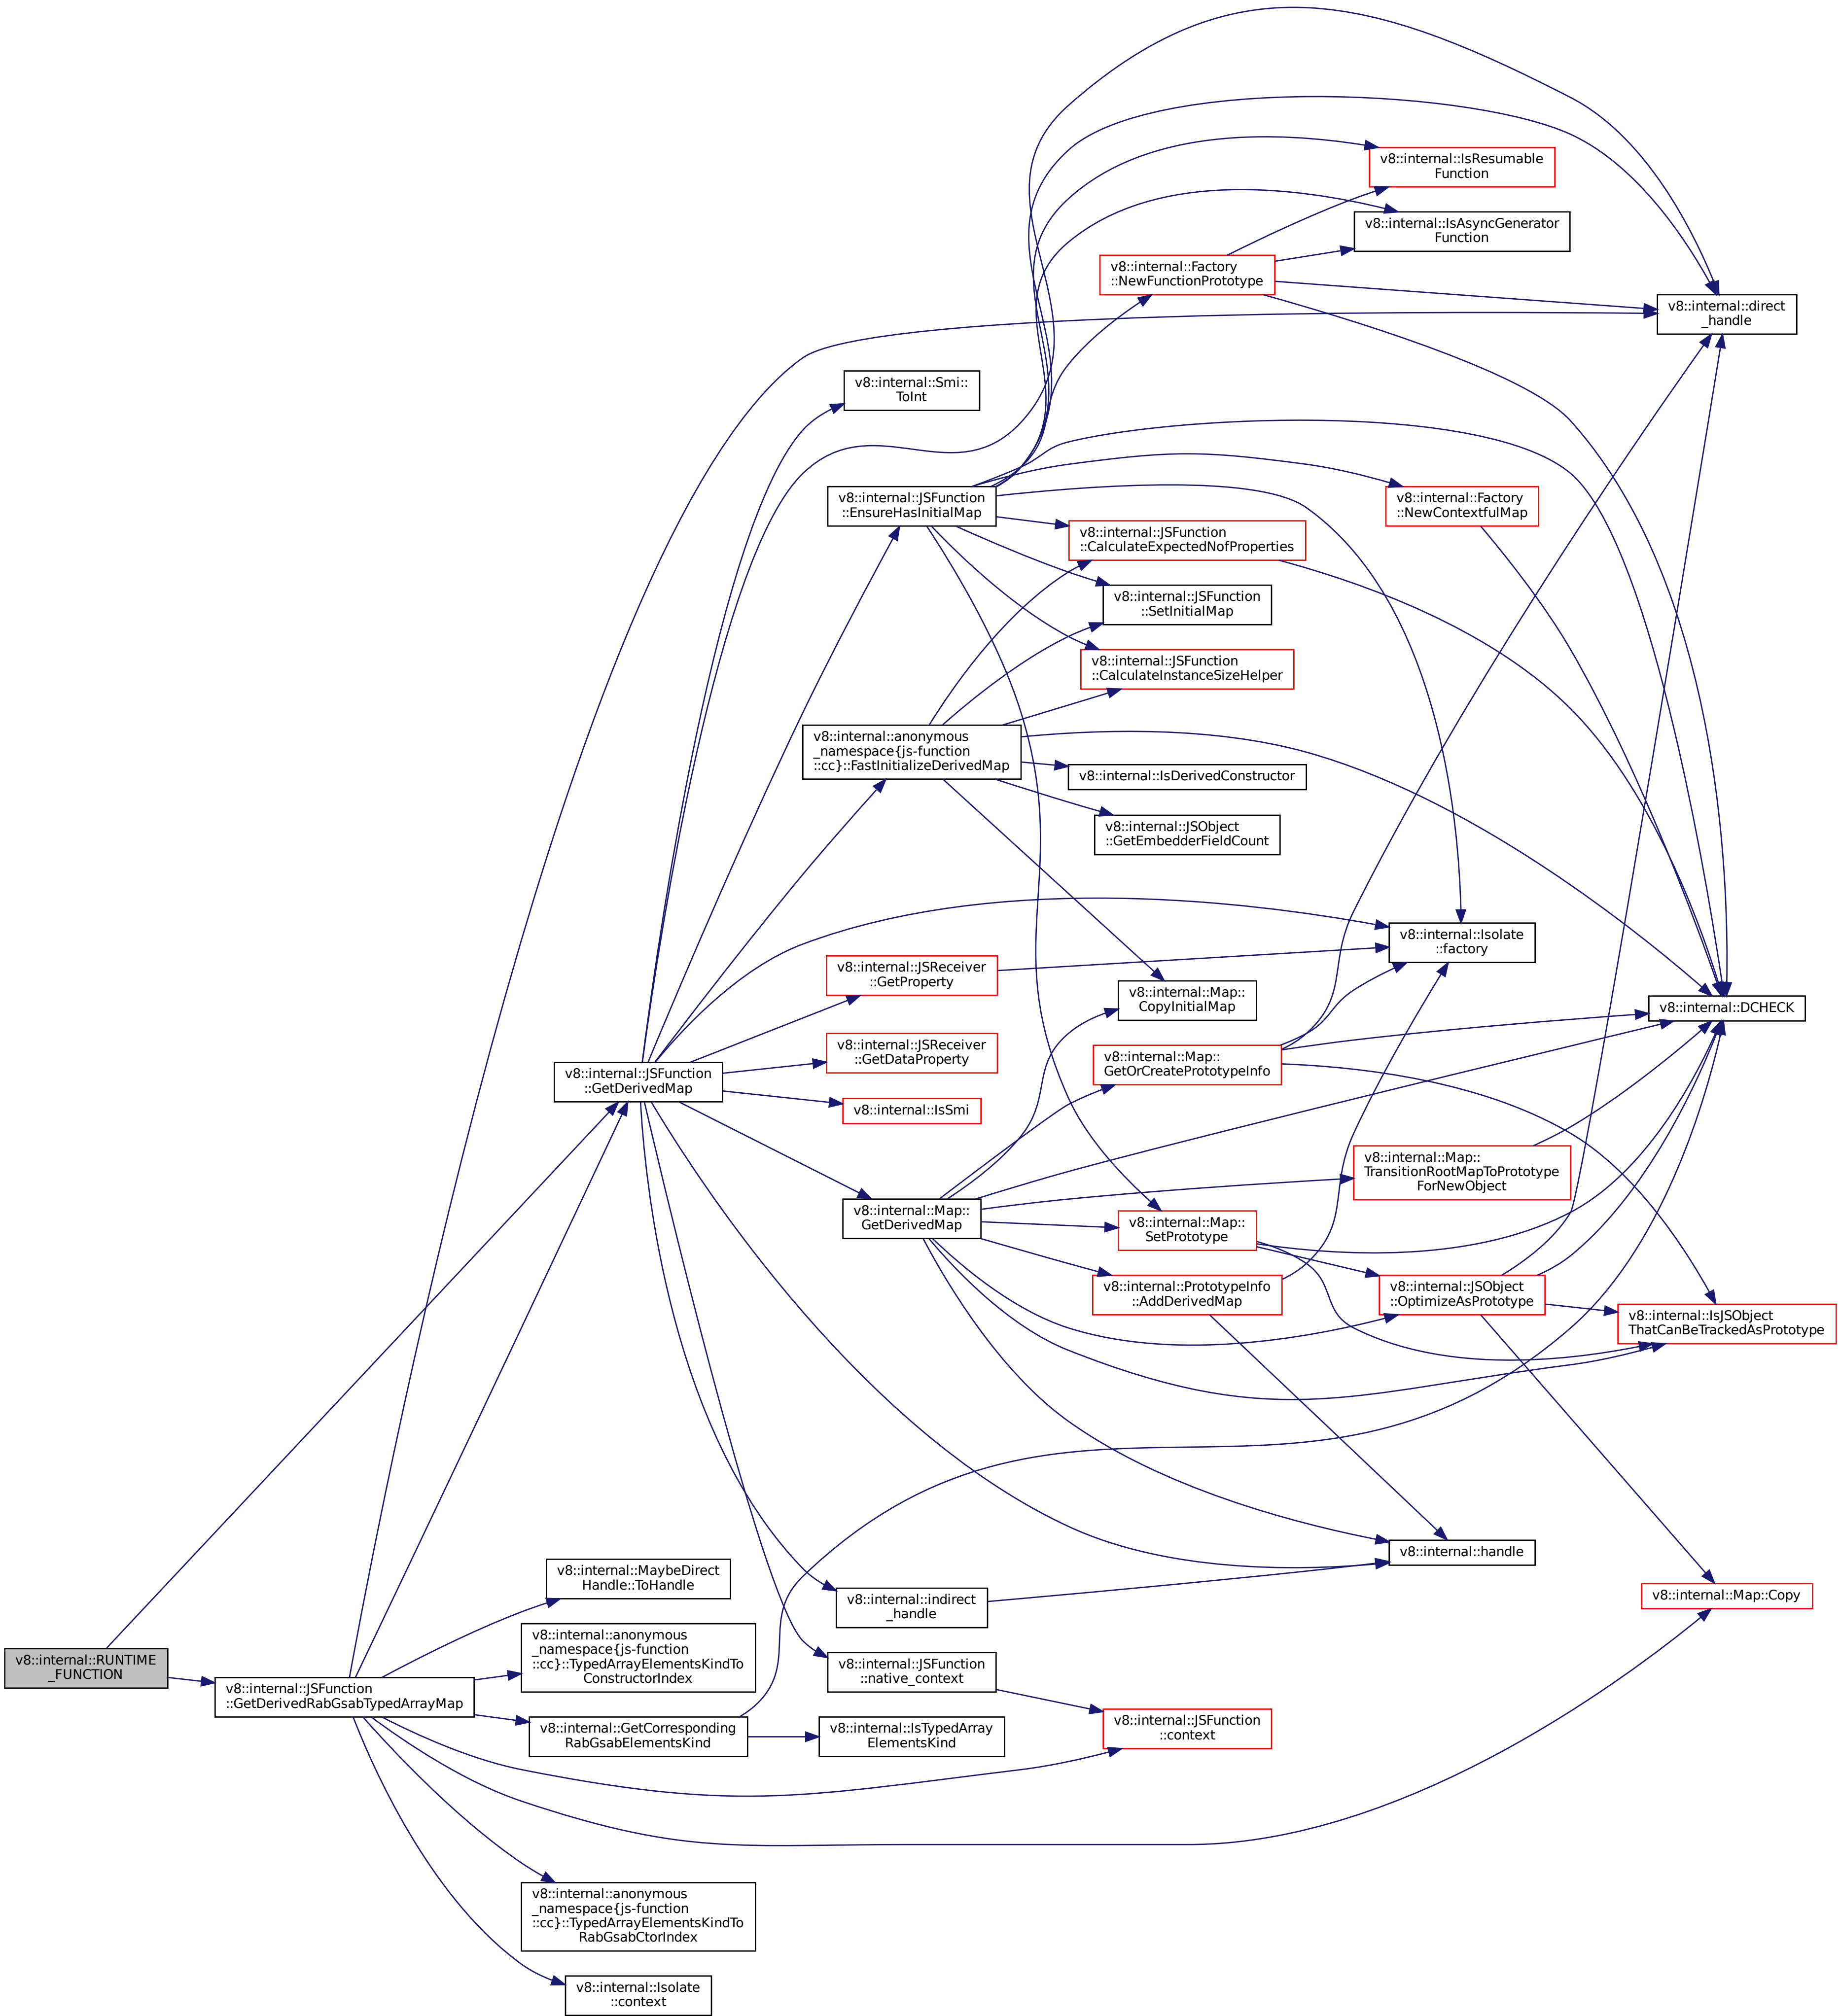 v8::internal::IsResumable
Function
v8::internal::IsAsyncGenerator
Function
v8::internal::Factory
::NewFunctionPrototype
v8::internal::direct
_handle
v8::internal::Smi::
ToInt
v8::internal::JSFunction
::EnsureHasInitialMap
v8::internal::Factory
::NewContextfulMap
v8::internal::JSFunction
::CalculateExpectedNofProperties
v8::internal::JSFunction
::SetInitialMap
v8::internal::JSFunction
::CalculateInstanceSizeHelper
v8::internal::anonymous
_namespace{js-function
::cc}::FastInitializeDerivedMap
v8::internal::IsDerivedConstructor
v8::internal::JSObject
::GetEmbedderFieldCount
v8::internal::Isolate
::factory
v8::internal::JSReceiver
::GetProperty
v8::internal::Map::
CopyInitialMap
v8::internal::DCHECK
v8::internal::JSReceiver
::GetDataProperty
v8::internal::Map::
GetOrCreatePrototypeInfo
v8::internal::JSFunction
::GetDerivedMap
v8::internal::IsSmi
v8::internal::Map::
TransitionRootMapToPrototype
ForNewObject
v8::internal::Map::
GetDerivedMap
v8::internal::Map::
SetPrototype
v8::internal::PrototypeInfo
::AddDerivedMap
v8::internal::JSObject
::OptimizeAsPrototype
v8::internal::IsJSObject
ThatCanBeTrackedAsPrototype
v8::internal::handle
v8::internal::MaybeDirect
Handle::ToHandle
v8::internal::indirect
_handle
v8::internal::Map::Copy
v8::internal::RUNTIME
_FUNCTION
v8::internal::anonymous
_namespace{js-function
::cc}::TypedArrayElementsKindTo
ConstructorIndex
v8::internal::JSFunction
::native_context
v8::internal::JSFunction
::GetDerivedRabGsabTypedArrayMap
v8::internal::GetCorresponding
RabGsabElementsKind
v8::internal::IsTypedArray
ElementsKind
v8::internal::JSFunction
::context
v8::internal::anonymous
_namespace{js-function
::cc}::TypedArrayElementsKindTo
RabGsabCtorIndex
v8::internal::Isolate
::context